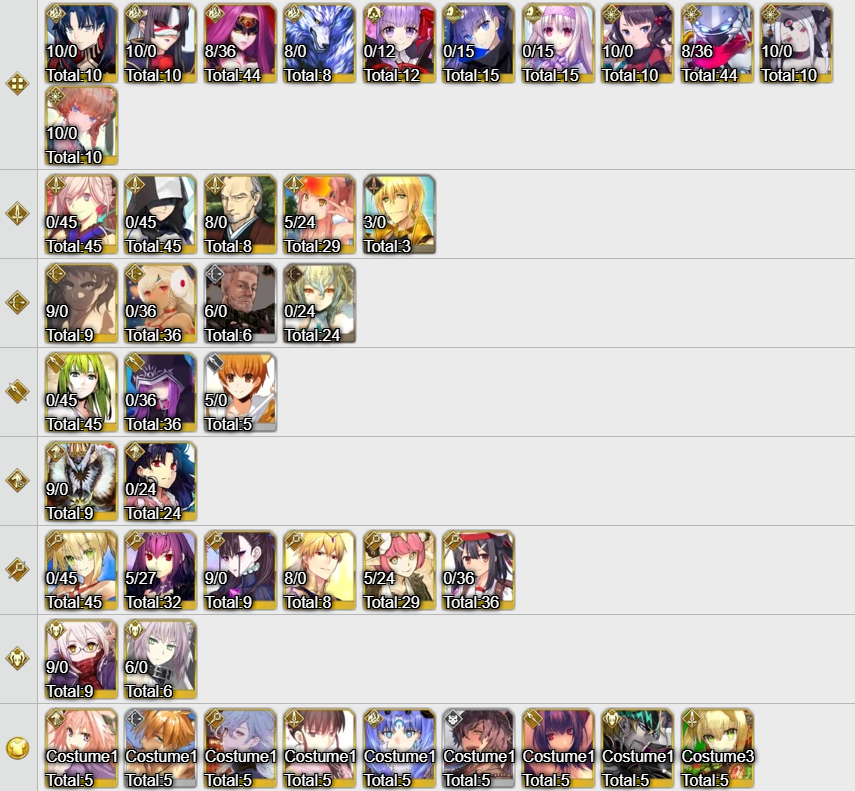 10/0 10/0 8/36 8/0 0/12 0/15 0/15 10/0 8/36 10/0
Total:10 Total:10 Total:44 Total:8 Total:12 Total:15 Total:15 Total:10 Total:44 Total:10
10/0
Total:10
0/45 0/45 8/0 5/24 3/0
Total:45 Total:45 Total:8 Total:29 Total:3
9/0 0/36 6/0 0/24
Total:9 Total:36 Total:6 Total:24
0/45 0/36 5/0
Total:45 Total:36 Total:5
9/0 0/24
Total:9 Total:24
0/45 5/27 9/0 8/0 5/24 0/36
Total:45 Total:32 Total:9 Total:8 Total:29 Total:36
9/0 6/0
Total:9 Total:6
Costume1 Costume1 Costume1 Costume1 Costume1 Costume1 Costume1 Costume1 Costume3
Total:5 Total:5 Total:5 Total:5 Total:5 Total:5 Total:5 Total:5 Total:5